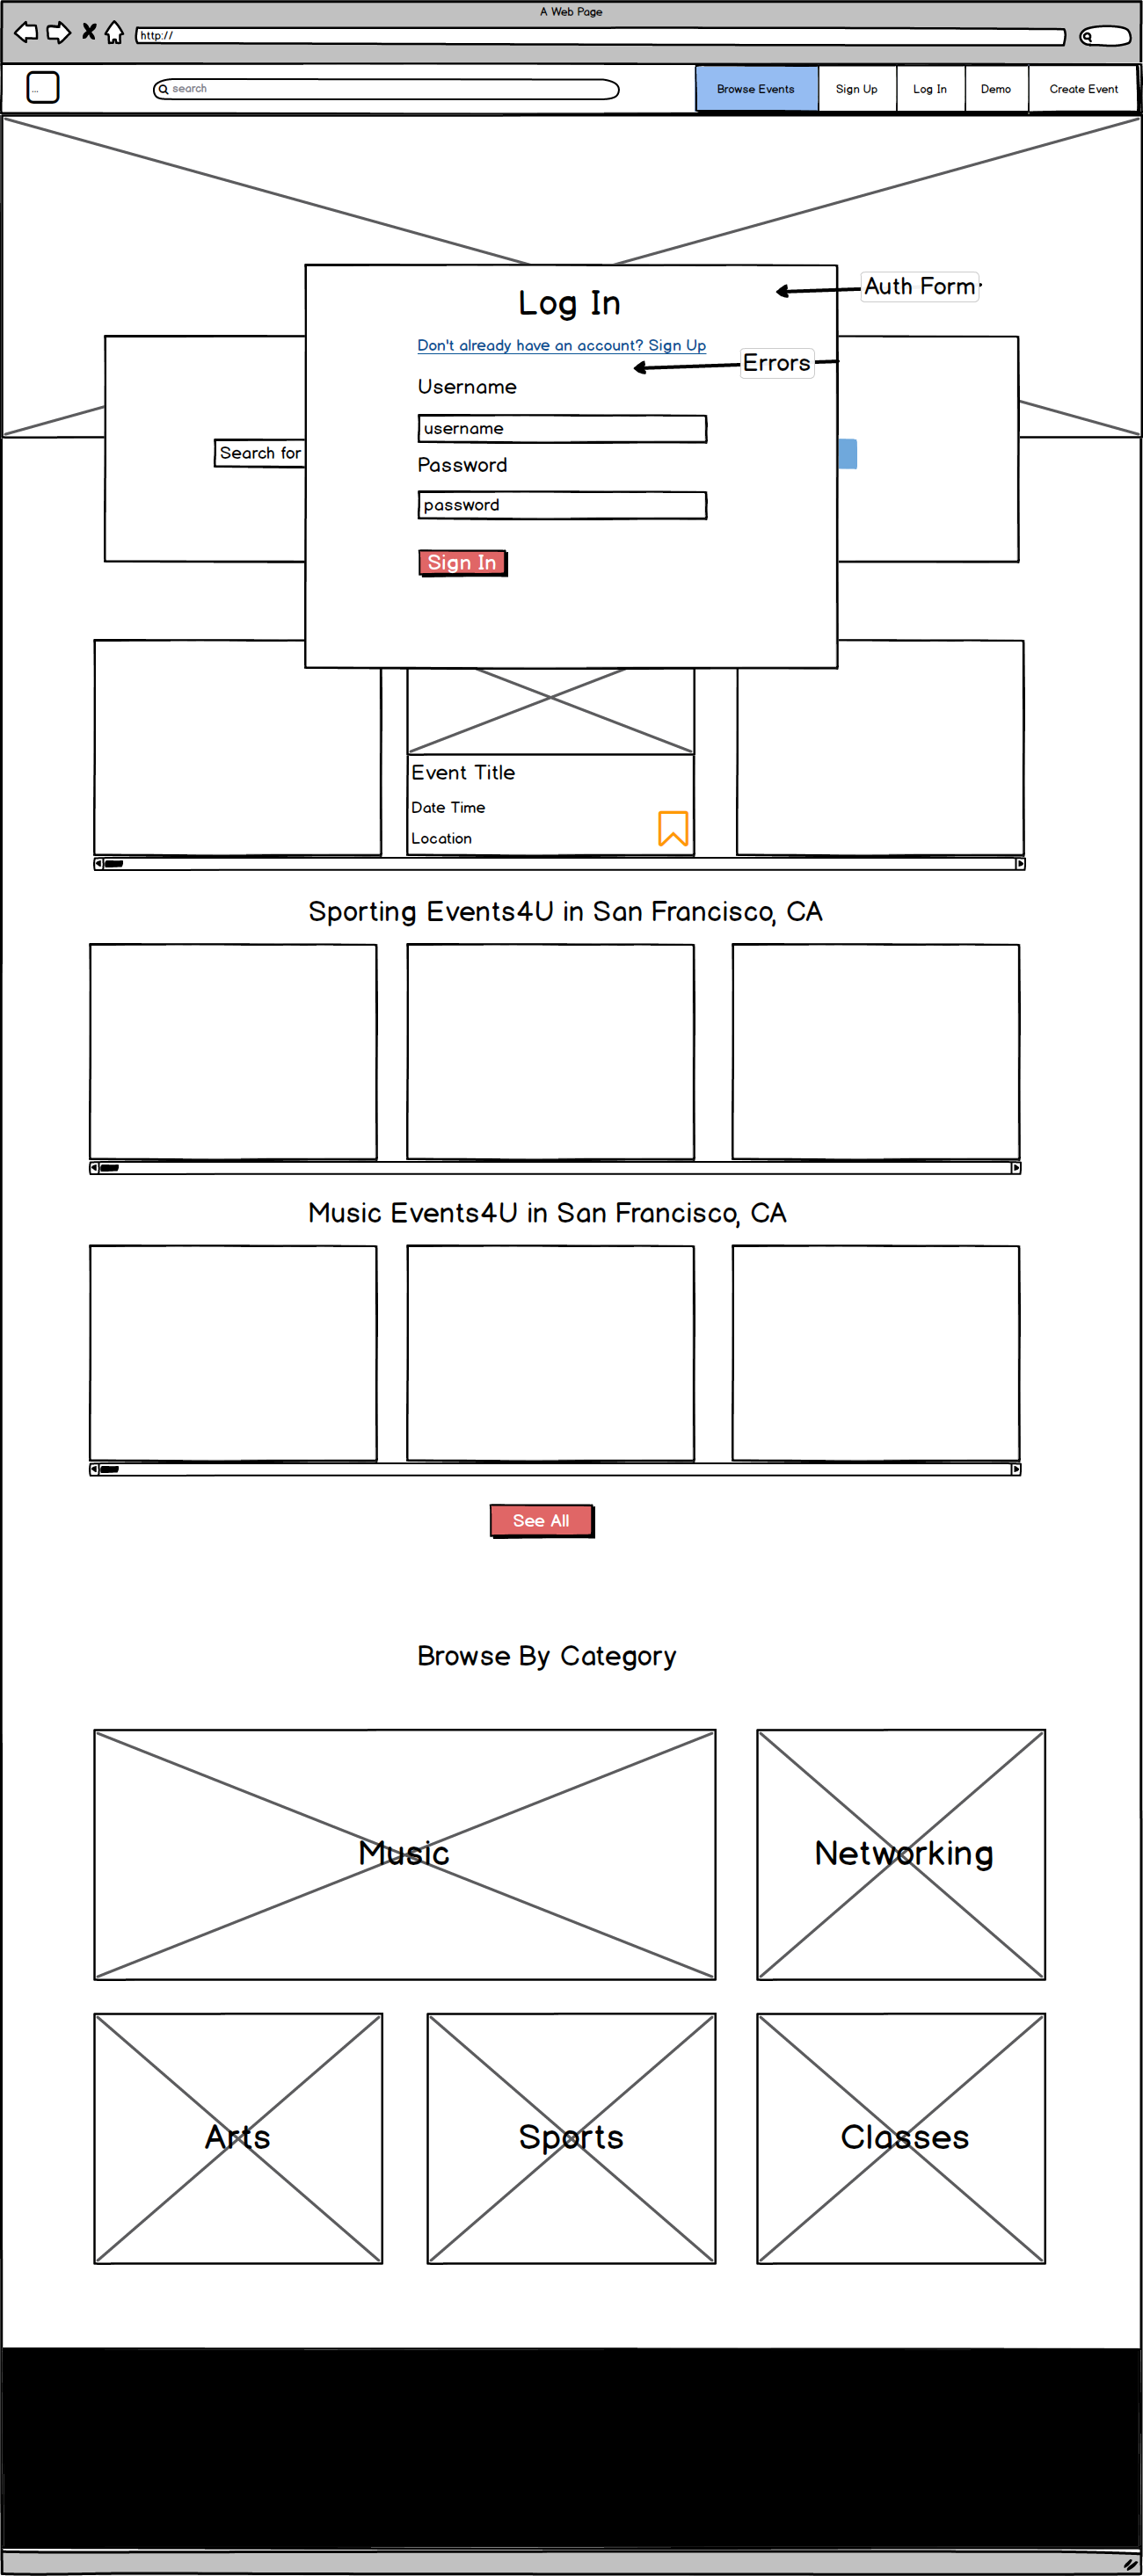 A Web Page
http://
...
search
Browse Events
Sign Up
Log In
Demo
Create Event
Log In
Auth Form
Don't already have an account? Sign Up
Errors
Username
username
Search for
Password
password
Sign In
Event Title
Date Time
Location
Sporting Events4U in San Francisco, CA
Music Events4U in San Francisco, CA
See All
Browse By Category
Music
Networking
Arts
Sports
Classes